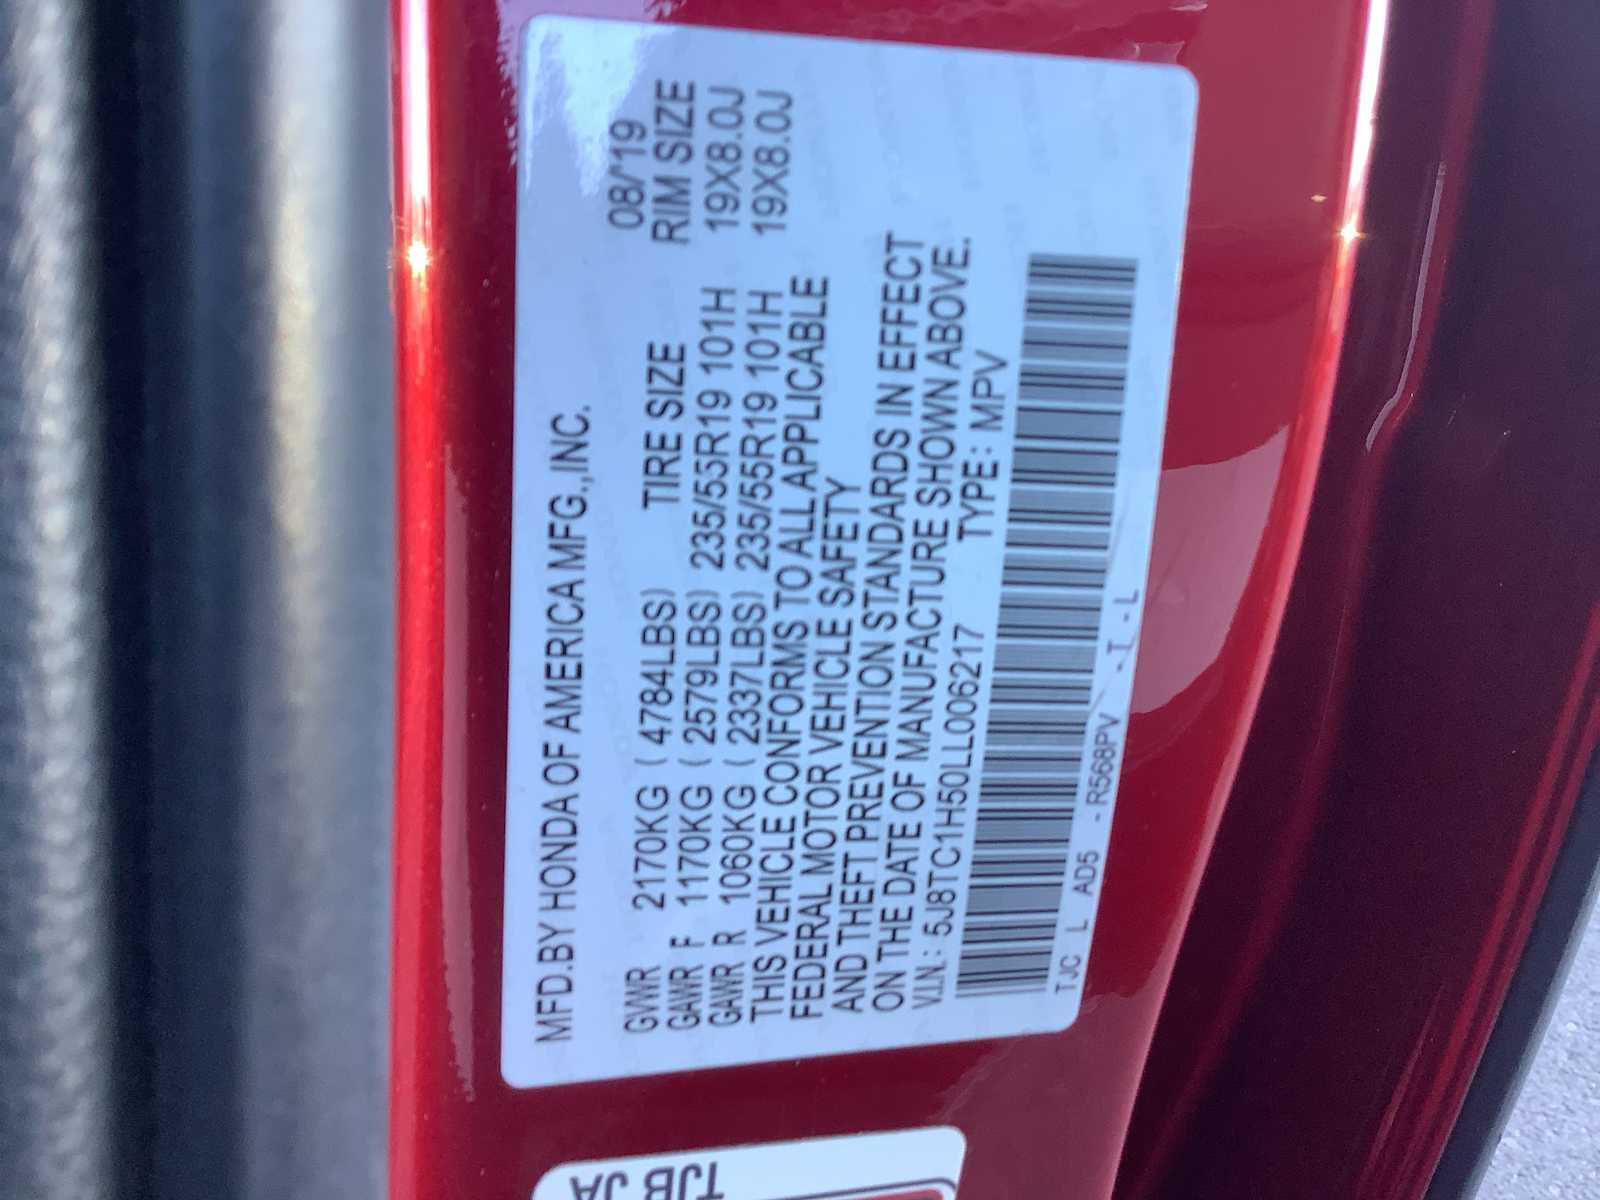 MFD.BY HONDA OF AMERICA MFG.,INC.
08/'19
GVWR 2170KG ( 4784LBS) TIRE SIZE RIM SIZE
GAWR F 1170KG ( 2579LBS) 235/55R19 101H 19X8.0J
GAWR R 1060KG ( 2337LBS) 235/55R19 101H 19X8.0J
THIS VEHICLE CONFORMS TO ALL APPLICABLE
FEDERAL MOTOR VEHICLE SAFETY
AND THEFT PREVENTION STANDARDS IN EFFECT
ON THE DATE OF MANUFACTURE SHOWN ABOVE.
V.I.N.: 5J8TC1H50LL006217 TYPE: MPV
TJC L AD5 - R568PV -I - L
TJB
JA